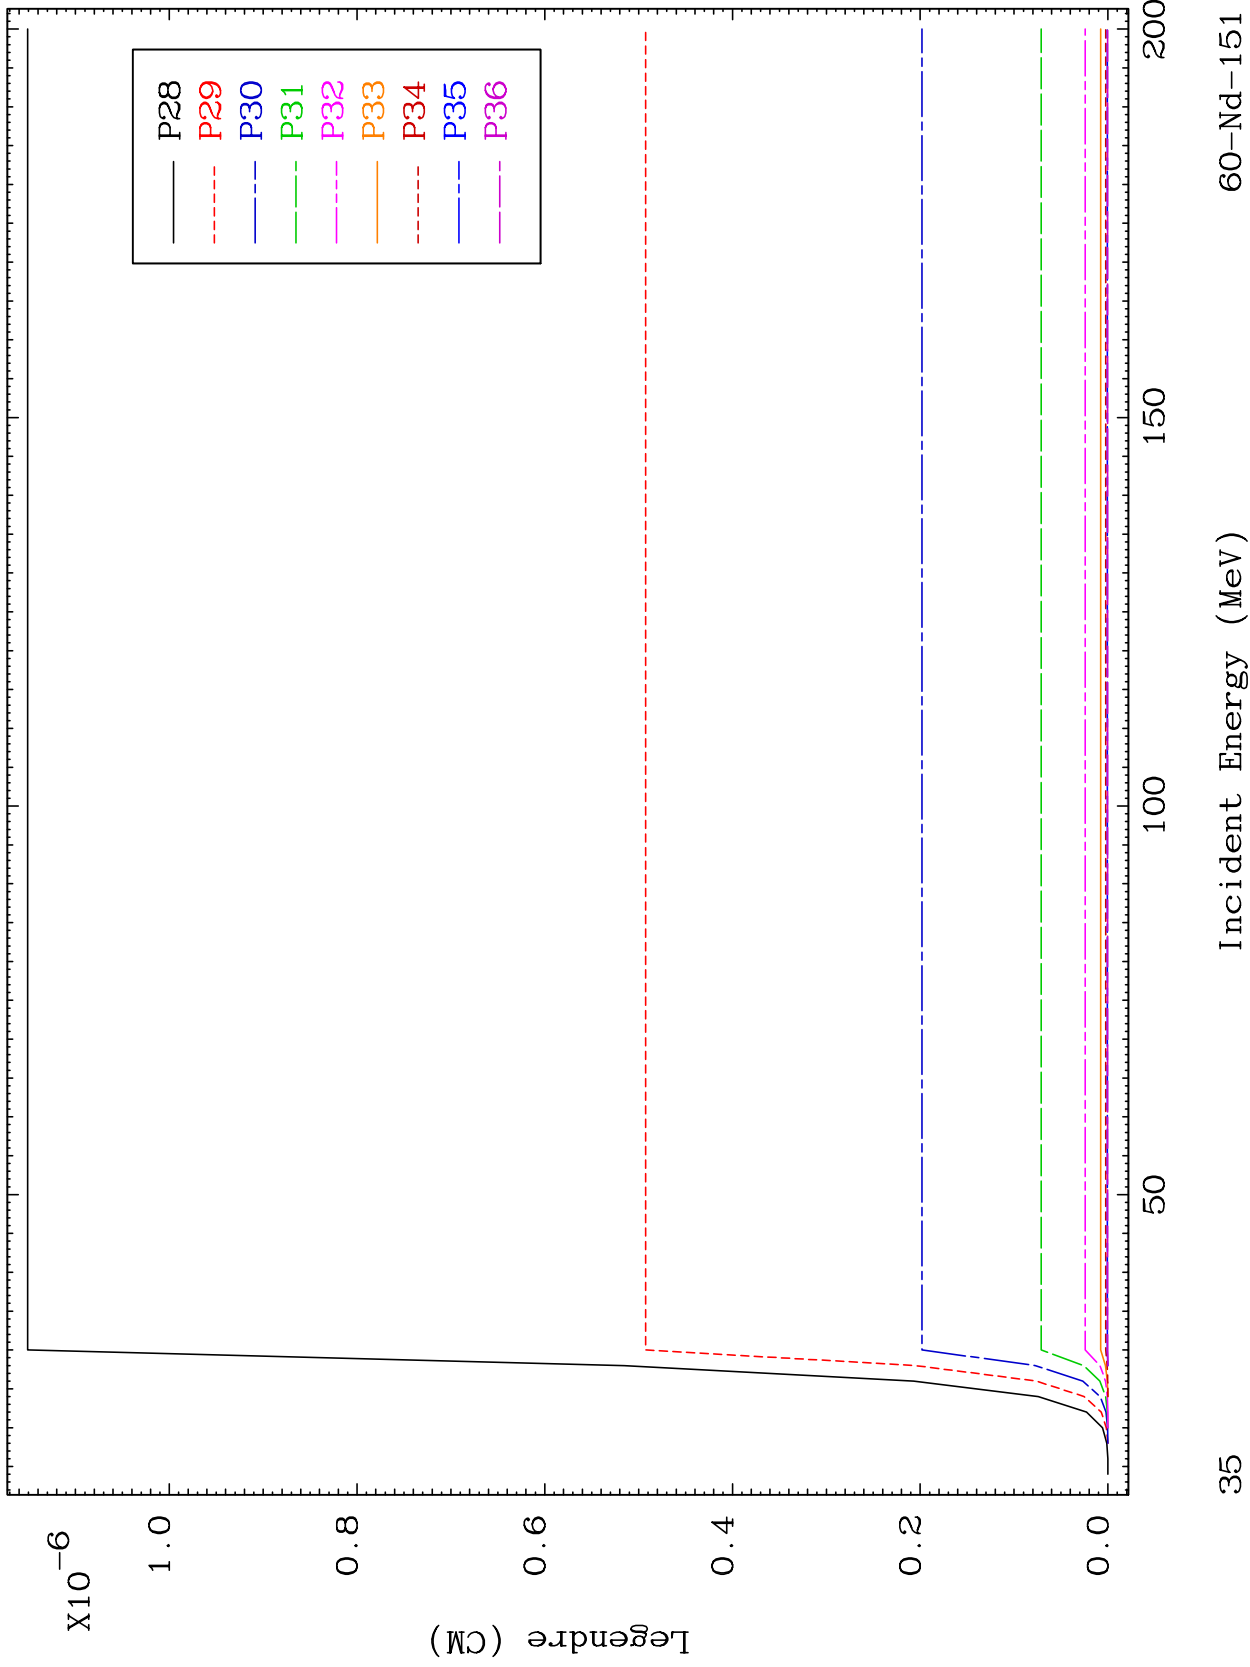 X10-6
Legendre (CM)
1.0
0.8
0.6
0.4
0.2
0.0
P28
P29
P30
P31
P32
P33
P34
P35
P36
50
100
150
200
Incident Energy (MeV)
35
60-Nd-151